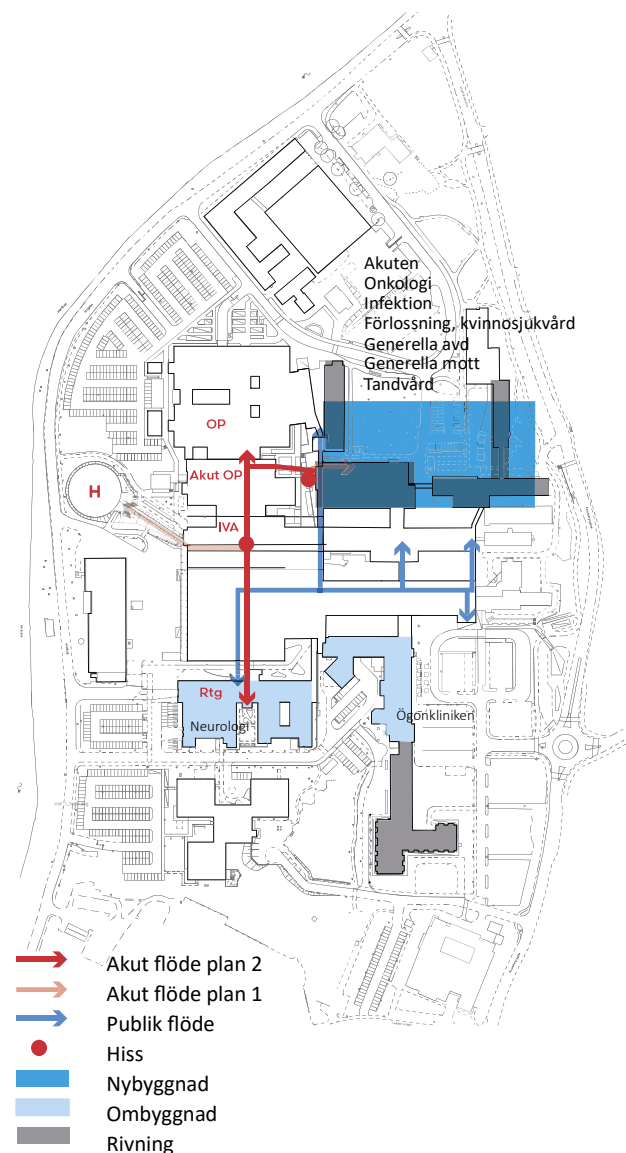 Akuten
Onkologi
Infektion
Förlossning, kvinnosjukvård
Generella avd
Generella mott
Tandvård
OP
Akut OP
H
IVA
Rtg
Neurologi
Ögonkliniken
Akut flöde plan 2
Akut flöde plan 1
Publik flöde
Hiss
Nybyggnad
Ombyggnad
Rivning